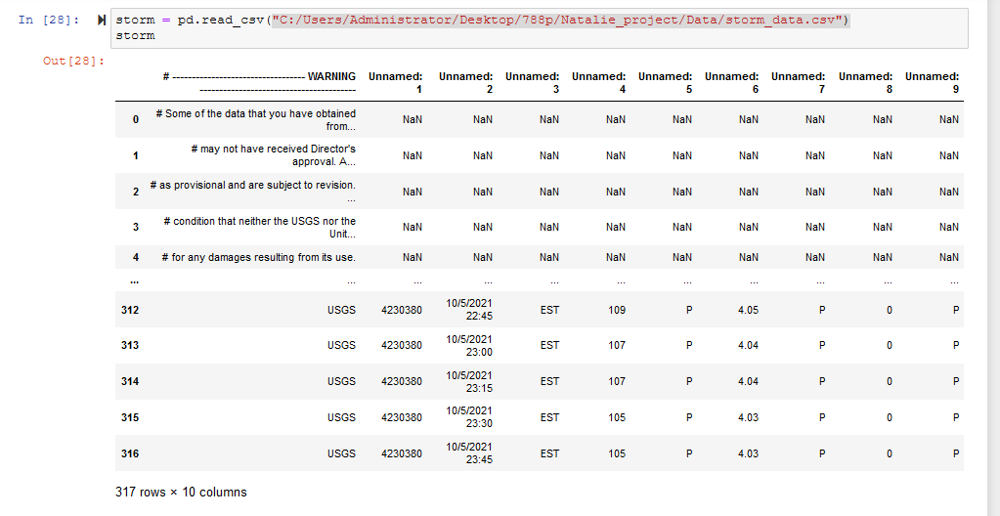 In [28]: storm = pd.read_csv("C:/Users/Administrator/Desktop/788p/Natalie_project/Data/storm_data.csv")
storm
Out[28]:
# ---------------------------------- WARNING Unnamed: Unnamed: Unnamed: Unnamed: Unnamed: Unnamed: Unnamed: Unnamed: Unnamed:
---------------------------------------- 1 2 3 4 5 6 7 8 9
0 # Some of the data that you have obtained from... NaN NaN NaN NaN NaN NaN NaN NaN NaN
1 # may not have received Director's approval. A... NaN NaN NaN NaN NaN NaN NaN NaN NaN
2 # as provisional and are subject to revision. ... NaN NaN NaN NaN NaN NaN NaN NaN NaN
3 # condition that neither the USGS nor the Unit... NaN NaN NaN NaN NaN NaN NaN NaN NaN
4 # for any damages resulting from its use. NaN NaN NaN NaN NaN NaN NaN NaN NaN
... ... ... ... ... ... ... ... ... ... ...
312 USGS 4230380 10/5/2021 22:45 EST 109 P 4.05 P 0 P
313 USGS 4230380 10/5/2021 23:00 EST 107 P 4.04 P 0 P
314 USGS 4230380 10/5/2021 23:15 EST 107 P 4.04 P 0 P
315 USGS 4230380 10/5/2021 23:30 EST 105 P 4.03 P 0 P
316 USGS 4230380 10/5/2021 23:45 EST 105 P 4.03 P 0 P
317 rows × 10 columns